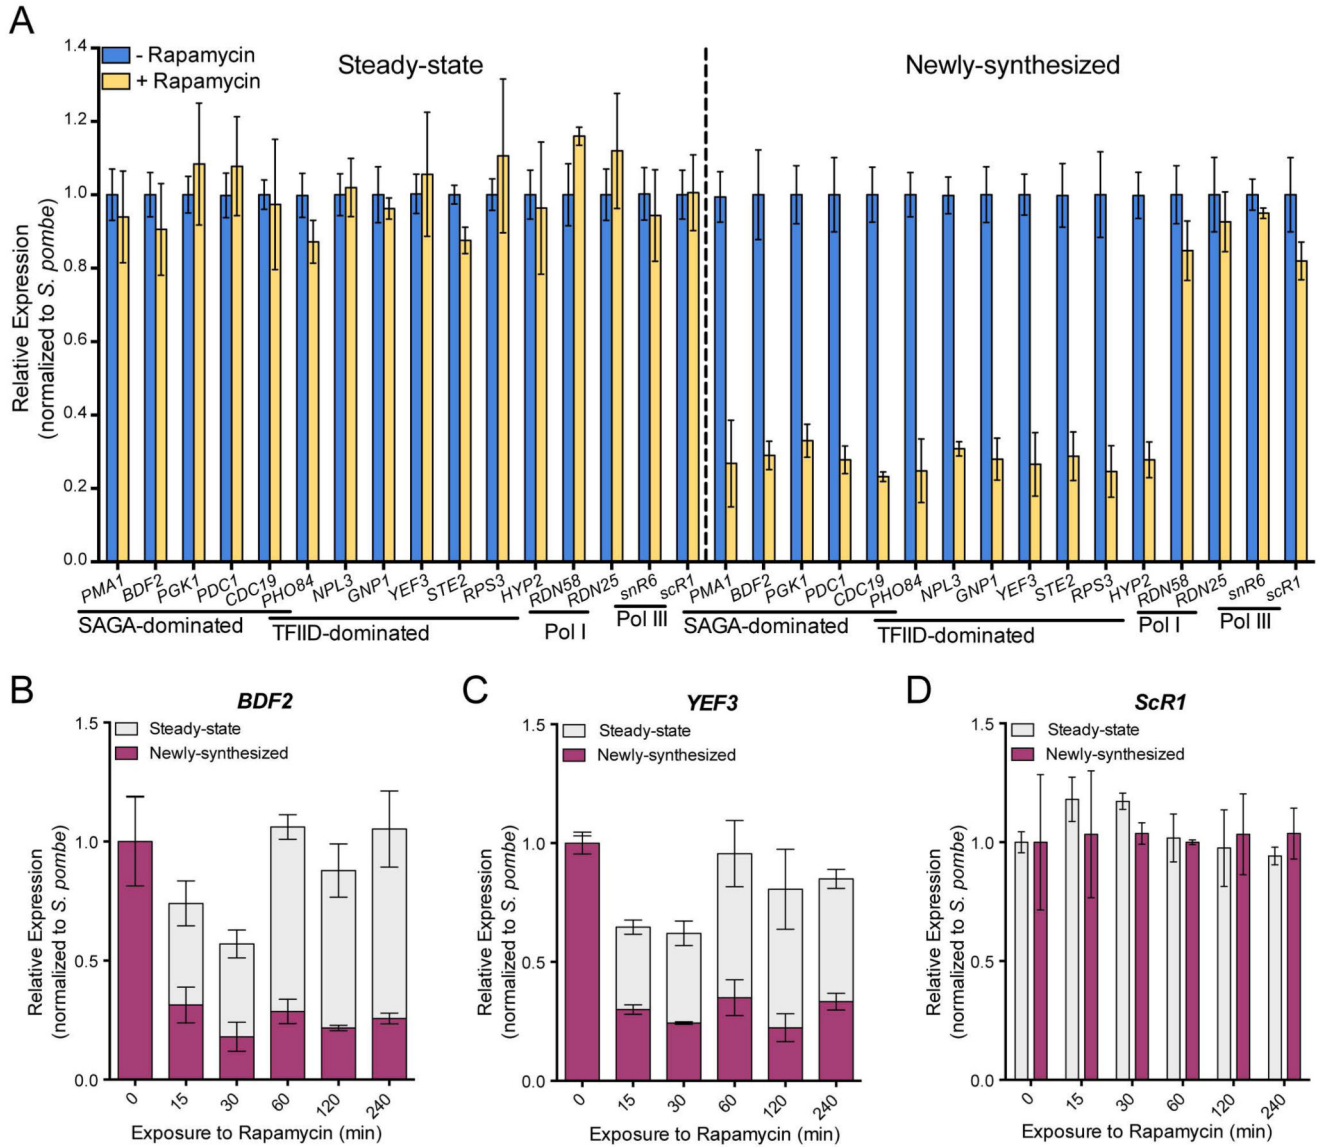 A
- Rapamycin
+ Rapamycin
Steady-state
Newly-synthesized
Relative Expression
(normalized to S. pombe)
1.4
1.2
1.0
0.8
0.6
0.4
0.2
0.0
PMA1 BDF2 PGK1 PDC1 CDC19 PHO84 NPL3 GNP1 YEF3 STE2 RPS3 HYP2 RDN58 RDN25 snR6 scR1 PMA1 BDF2 PGK1 PDC1 CDC19 PHO84 NPL3 GNP1 YEF3 STE2 RPS3 HYP2 RDN58 RDN25 snR6 scR1
SAGA-dominated TFIID-dominated Pol I Pol III SAGA-dominated TFIID-dominated Pol I Pol III
B
BDF2
Steady-state
Newly-synthesized
Relative Expression
(normalized to S. pombe)
1.5
1.0
0.5
0.0
0 15 30 60 120 240
Exposure to Rapamycin (min)
C
YEF3
Steady-state
Newly-synthesized
Relative Expression
(normalized to S. pombe)
1.5
1.0
0.5
0.0
0 15 30 60 120 240
Exposure to Rapamycin (min)
D
ScR1
Steady-state
Newly-synthesized
Relative Expression
(normalized to S. pombe)
1.5
1.0
0.5
0.0
0 15 30 60 120 240
Exposure to Rapamycin (min)